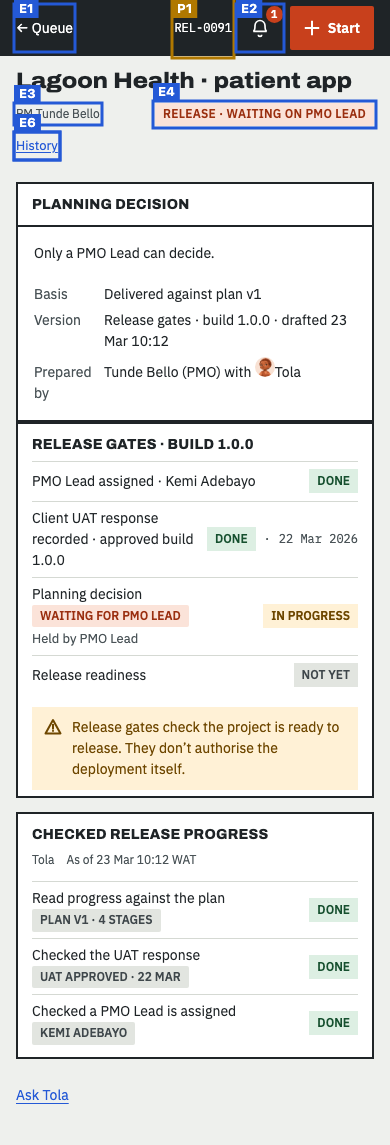 E1
P1
E2
← Queue
REL-0091
1
+ Start
Lagoon Health · patient app
E3
E4
PM Tunde Bello
RELEASE · WAITING ON PMO LEAD
E6
History
PLANNING DECISION
Only a PMO Lead can decide.
Basis Delivered against plan v1
Version Release gates · build 1.0.0 · drafted 23
Mar 10:12
Prepared Tunde Bello (PMO) with Tola
by
RELEASE GATES · BUILD 1.0.0
PMO Lead assigned · Kemi Adebayo DONE
Client UAT response
recorded · approved build DONE · 22 Mar 2026
1.0.0
Planning decision
WAITING FOR PMO LEAD IN PROGRESS
Held by PMO Lead
Release readiness NOT YET
Release gates check the project is ready to
release. They don’t authorise the
deployment itself.
CHECKED RELEASE PROGRESS
Tola As of 23 Mar 10:12 WAT
Read progress against the plan
PLAN V1 · 4 STAGES DONE
Checked the UAT response
UAT APPROVED · 22 MAR DONE
Checked a PMO Lead is assigned
KEMI ADEBAYO DONE
Ask Tola